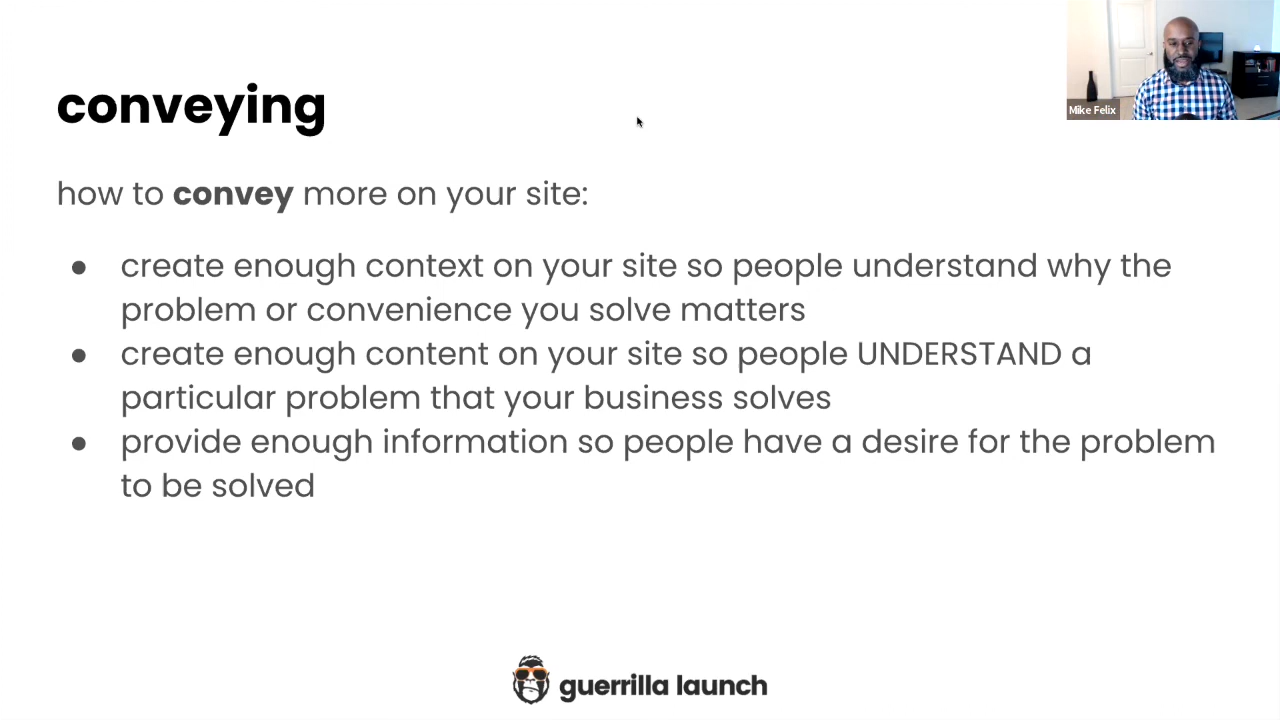 conveying
Mike Felix
how to convey more on your site:
● create enough context on your site so people understand why the
problem or convenience you solve matters
● create enough content on your site so people UNDERSTAND a
particular problem that your business solves
● provide enough information so people have a desire for the problem
to be solved
guerrilla launch